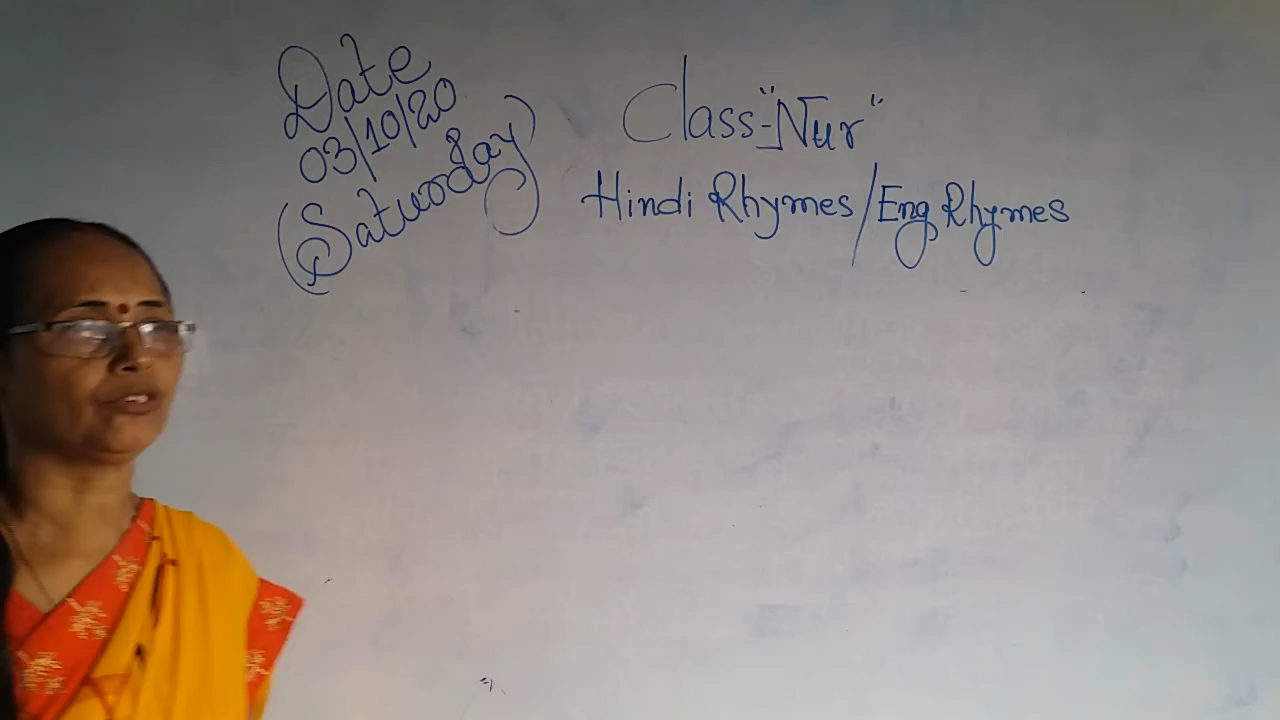 Date
03/10/20
(Saturday)
Class-"Nur"
Hindi Rhymes/Eng Rhymes